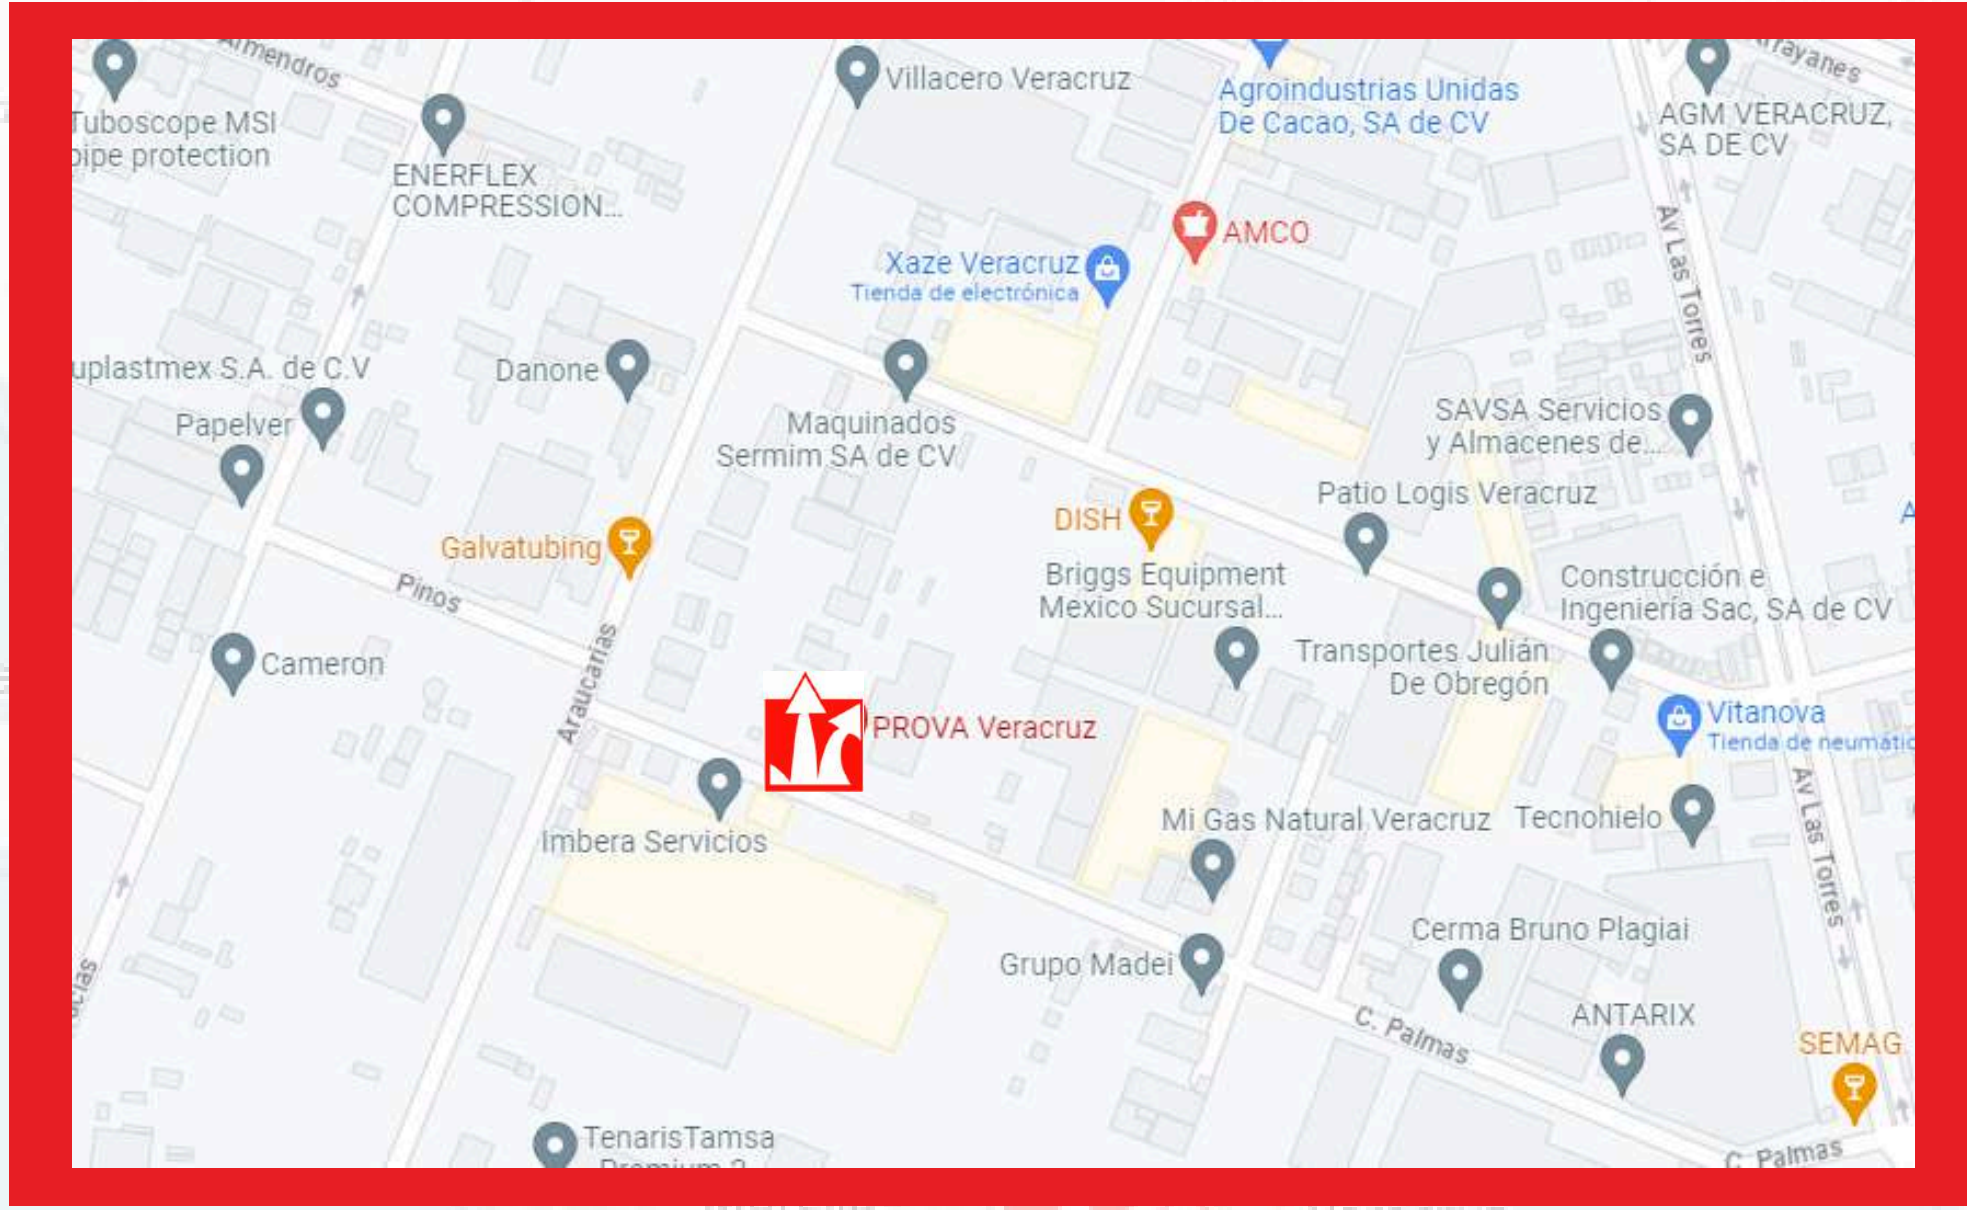 Armendros
Villacero Veracruz
Agroindustrias Unidas
De Cacao, SA de CV
Arrayanes
AGM VERACRUZ,
SA DE CV
Tuboscope MSI
pipe protection
ENERFLEX
COMPRESSION...
AMCO
Av Las Torres
Xaze Veracruz
Tienda de electrónica
uplastmex S.A. de C.V
Danone
Papelver
Maquinados
Sermim SA de CV
SAVSA Servicios
y Almacenes de...
Patio Logis Veracruz
DISH
A
Galvatubing
Pinos
Briggs Equipment
Mexico Sucursal...
Construcción e
Ingeniería Sac, SA de CV
Araucarias
Cameron
Transportes Julián
De Obregón
PROVA Veracruz
Vitanova
Tienda de neumátic
Av Las Torres
Imbera Servicios
Mi Gas Natural Veracruz
Tecnohielo
Cerma Bruno Plagiai
Grupo Madei
C. Palmas
ANTARIX
SEMAG
TenarisTamsa
Premium 2
C. Palmas